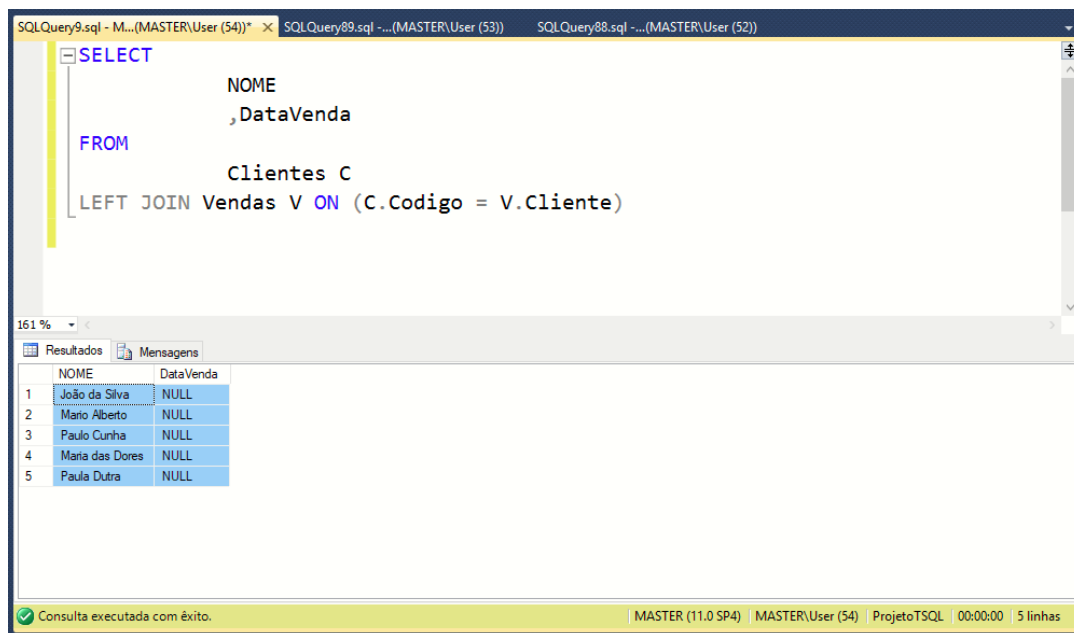 SQLQuery9.sql - M...(MASTER\User (54))* SQLQuery89.sql -...(MASTER\User (53)) SQLQuery88.sql -...(MASTER\User (52))
SELECT
NOME
,DataVenda
FROM
Clientes C
LEFT JOIN Vendas V ON (C.Codigo = V.Cliente)
161 %
Resultados Mensagens
NOME DataVenda
1 João da Silva NULL
2 Mario Alberto NULL
3 Paulo Cunha NULL
4 Maria das Dores NULL
5 Paula Dutra NULL
Consulta executada com êxito. MASTER (11.0 SP4) MASTER\User (54) ProjetoTSQL 00:00:00 5 linhas